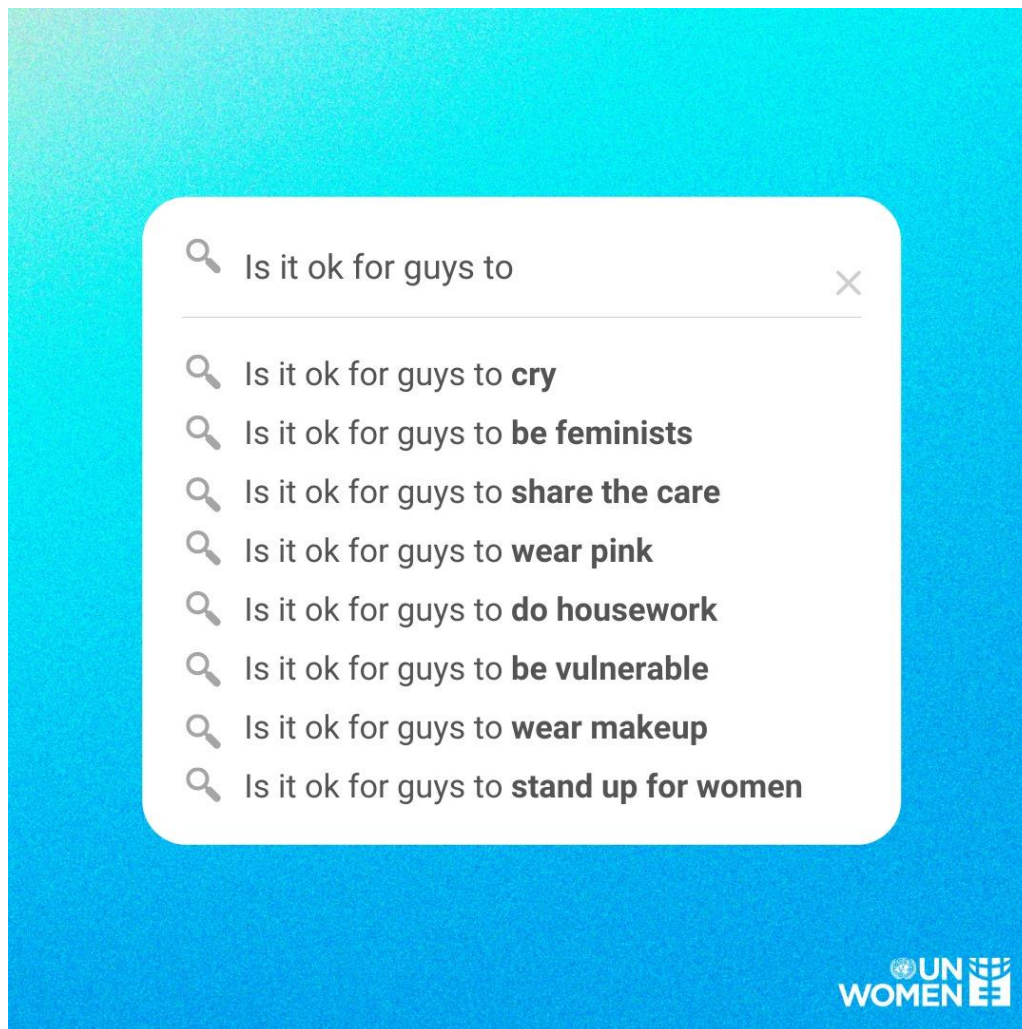 Is it ok for guys to
Is it ok for guys to cry
Is it ok for guys to be feminists
Is it ok for guys to share the care
Is it ok for guys to wear pink
Is it ok for guys to do housework
Is it ok for guys to be vulnerable
Is it ok for guys to wear makeup
Is it ok for guys to stand up for women
UN
WOMEN